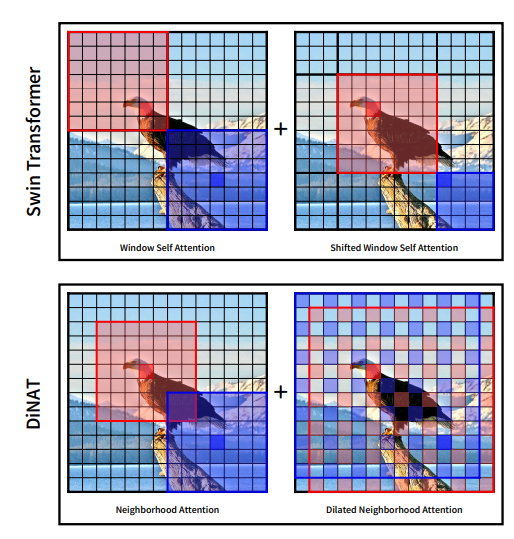 Swin Transformer
+
Window Self Attention
Shifted Window Self Attention
DiNAT
+
Neighborhood Attention
Dilated Neighborhood Attention